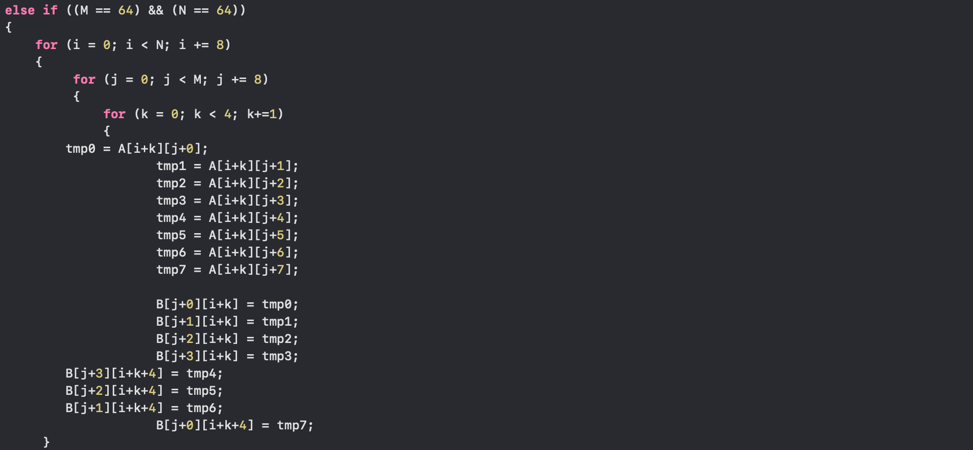 else if ((M == 64) && (N == 64))
{
    for (i = 0; i < N; i += 8)
    {
         for (j = 0; j < M; j += 8)
         {
             for (k = 0; k < 4; k+=1)
             {
        tmp0 = A[i+k][j+0];
                    tmp1 = A[i+k][j+1];
                    tmp2 = A[i+k][j+2];
                    tmp3 = A[i+k][j+3];
                    tmp4 = A[i+k][j+4];
                    tmp5 = A[i+k][j+5];
                    tmp6 = A[i+k][j+6];
                    tmp7 = A[i+k][j+7];

                    B[j+0][i+k] = tmp0;
                    B[j+1][i+k] = tmp1;
                    B[j+2][i+k] = tmp2;
                    B[j+3][i+k] = tmp3;
        B[j+3][i+k+4] = tmp4;
        B[j+2][i+k+4] = tmp5;
        B[j+1][i+k+4] = tmp6;
                    B[j+0][i+k+4] = tmp7;
     }